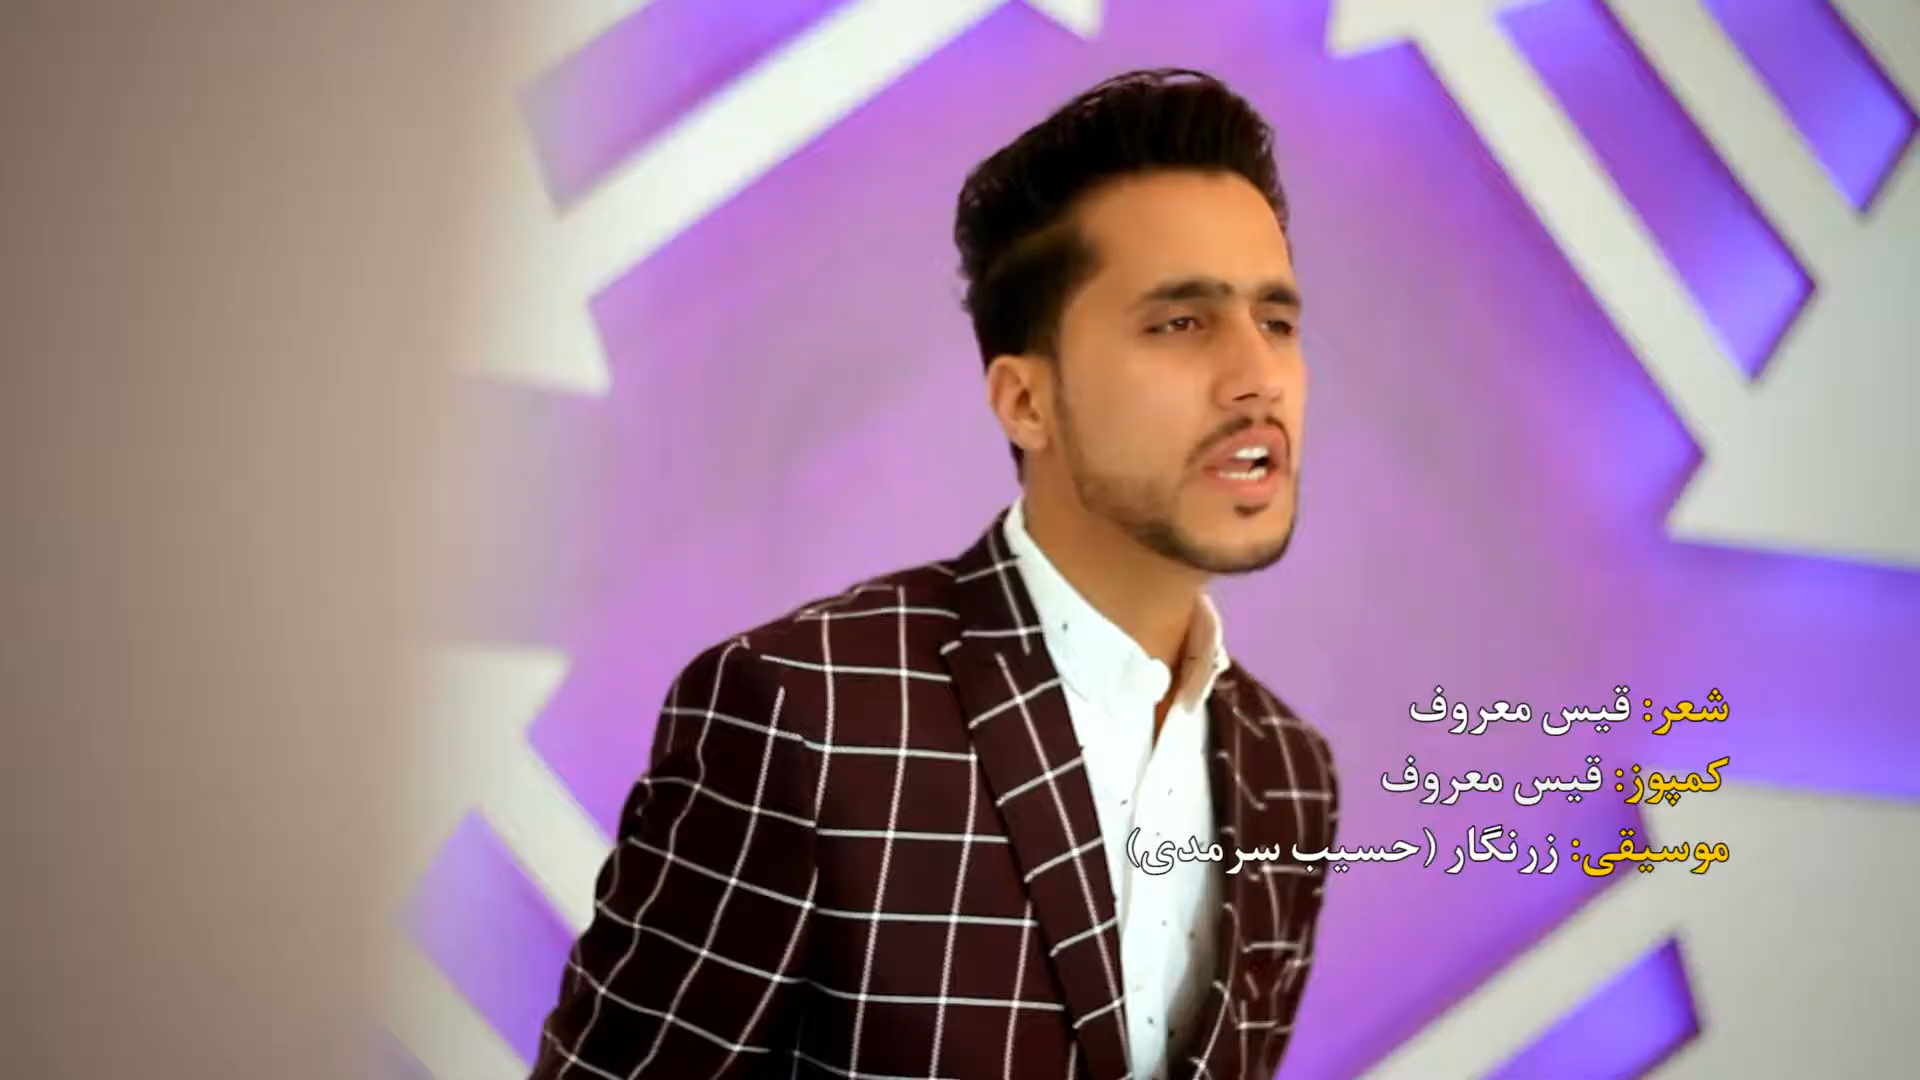 شعر: قیس معروف
کمپوز: قیس معروف
موسیقی: زرنگار (حسیب سرمدی)